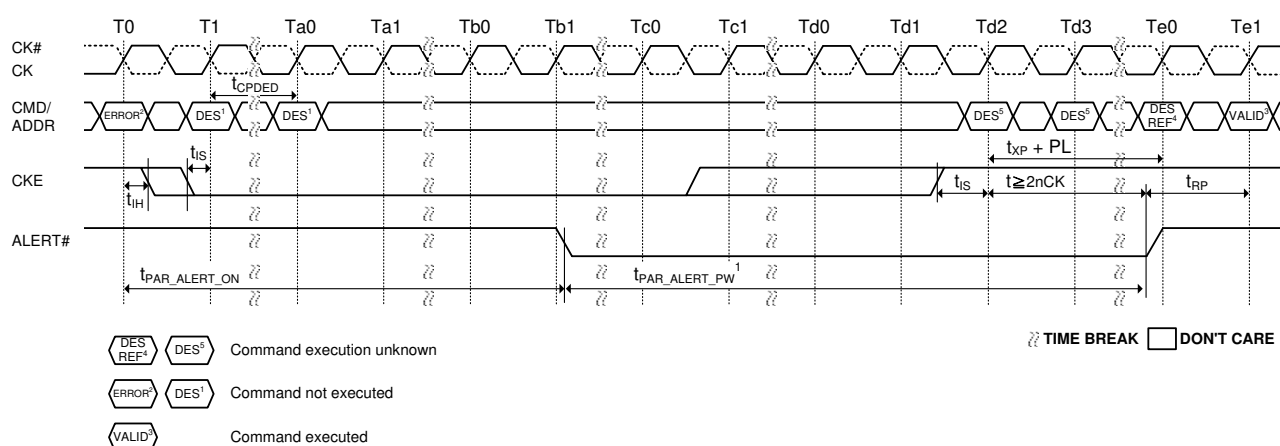 T0 T1 Ta0 Ta1 Tb0 Tb1 Tc0 Tc1 Td0 Td1 Td2 Td3 Te0 Te1
CK#
CK
tCPDED
CMD/
ADDR
ERROR² DES¹ DES¹ DES⁵ DES⁵ DES REF⁴ VALID³
tXP + PL
tIS
CKE
tIH
tIS t≧2nCK tRP
ALERT#
tPAR_ALERT_ON tPAR_ALERT_PW¹
DES REF⁴ DES⁵ Command execution unknown
TIME BREAK DON'T CARE
ERROR² DES¹ Command not executed
VALID³ Command executed